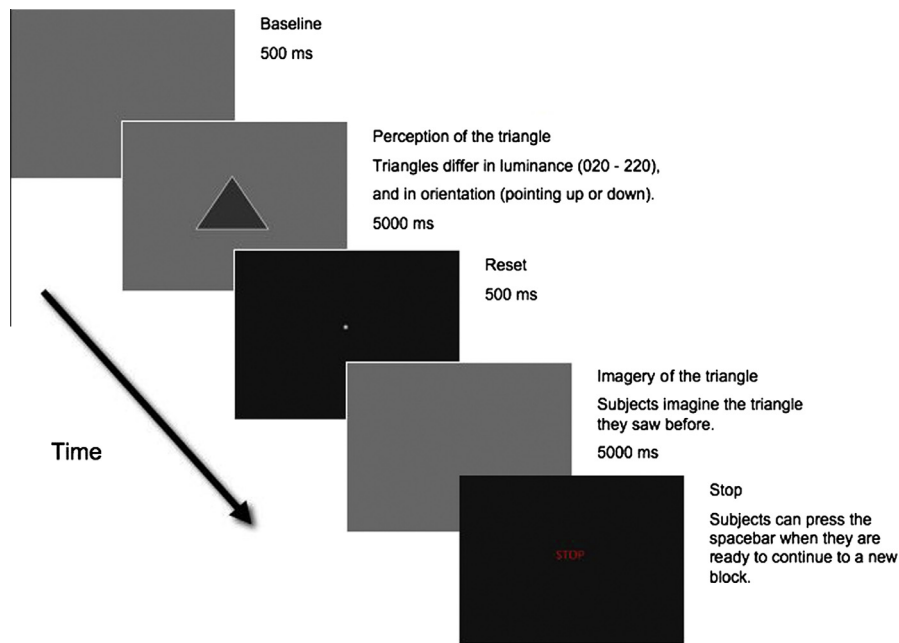 Baseline
500 ms
Perception of the triangle
Triangles differ in luminance (020 - 220),
and in orientation (pointing up or down).
5000 ms
Reset
500 ms
Imagery of the triangle
Subjects imagine the triangle
they saw before.
5000 ms
Time
Stop
Subjects can press the
spacebar when they are
ready to continue to a new
block.
STOP